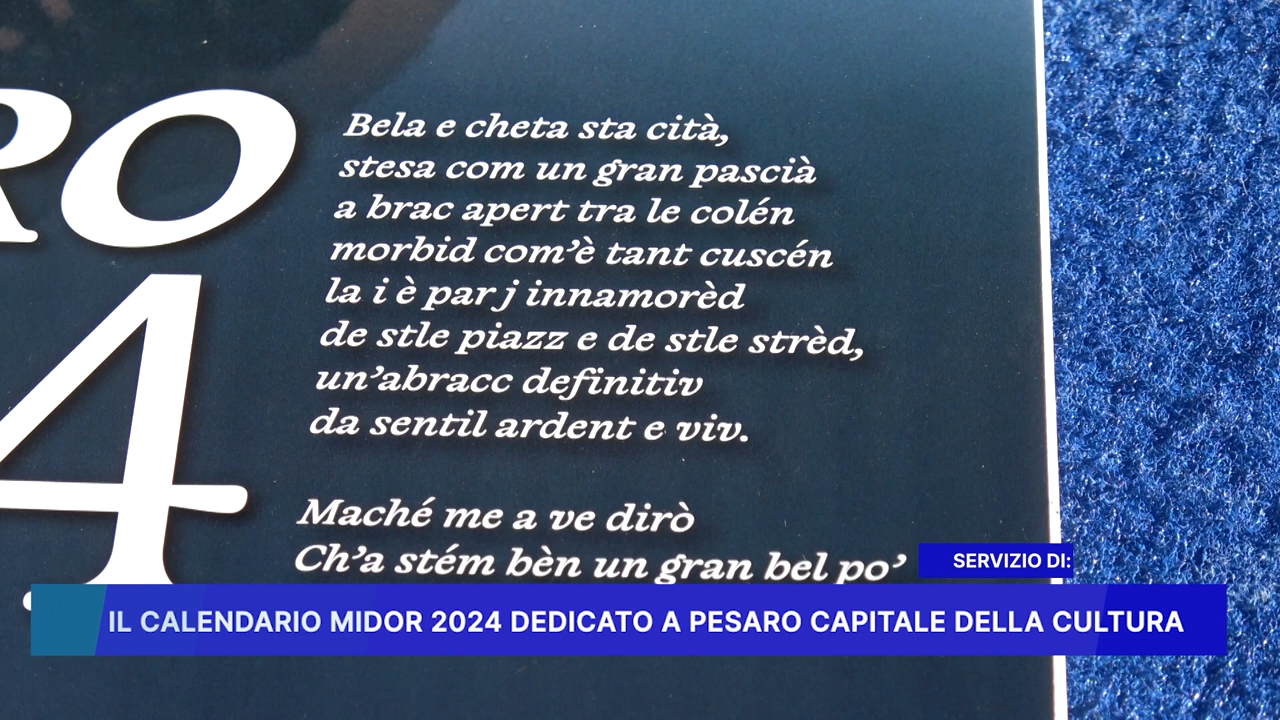 RO
4
Bela e cheta sta cità,
stesa com un gran pascià
a brac apert tra le colén
morbid com'è tant cuscén
la i è par j innamorèd
de stle piazz e de stle strèd,
un'abracc definitiv
da sentil ardent e viv.
Maché me a ve dirò
Ch'a stém bèn un gran bel po'
SERVIZIO DI:
IL CALENDARIO MIDOR 2024 DEDICATO A PESARO CAPITALE DELLA CULTURA